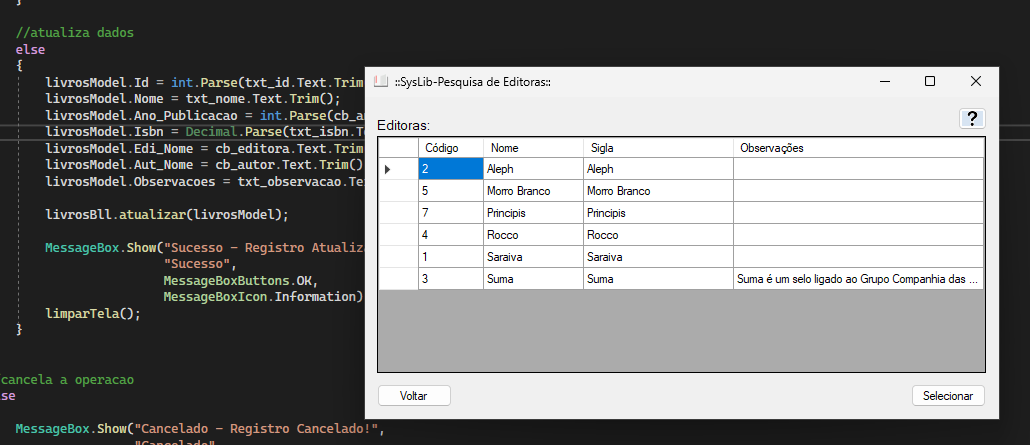 }
//atualiza dados
else
{
livrosModel.Id = int.Parse(txt_id.Text.Trim
livrosModel.Nome = txt_nome.Text.Trim();
livrosModel.Ano_Publicacao = int.Parse(cb_a
livrosModel.Isbn = Decimal.Parse(txt_isbn.T
livrosModel.Edi_Nome = cb_editora.Text.Trim
livrosModel.Aut_Nome = cb_autor.Text.Trim()
livrosModel.Observacoes = txt_observacao.Te
livrosBll.atualizar(livrosModel);
MessageBox.Show("Sucesso - Registro Atualiza
"Sucesso",
MessageBoxButtons.OK,
MessageBoxIcon.Information)
limparTela();
}
cancela a operacao
se
MessageBox.Show("Cancelado - Registro Cancelado!",
"Cancelado"
::SysLib-Pesquisa de Editoras::
?
Editoras:
Código Nome Sigla Observações
2 Aleph Aleph
5 Morro Branco Morro Branco
7 Principis Principis
4 Rocco Rocco
1 Saraiva Saraiva
3 Suma Suma Suma é um selo ligado ao Grupo Companhia das ...
Voltar Selecionar